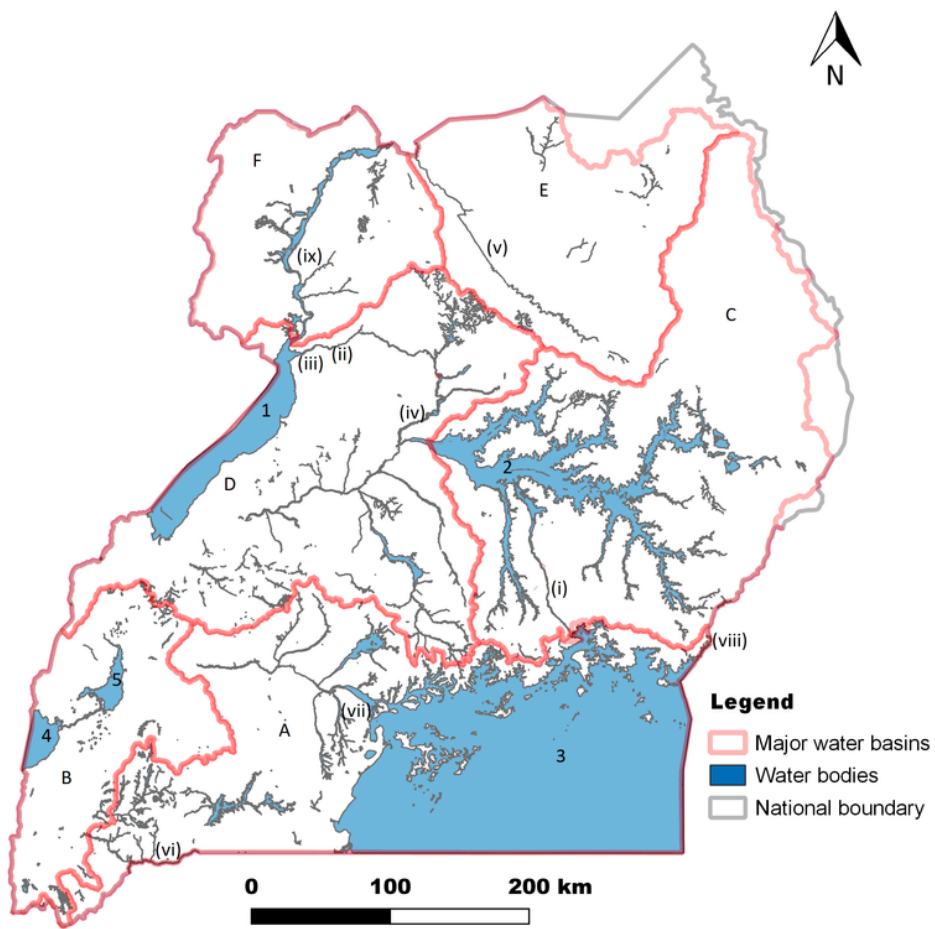 N
F
E
(v)
(ix)
C
(iii)
(ii)
1
(iv)
2
D
(i)
(viii)
5
(vii)
4
A
3
B
(vi)
Legend
Major water basins
Water bodies
National boundary
0 100 200 km